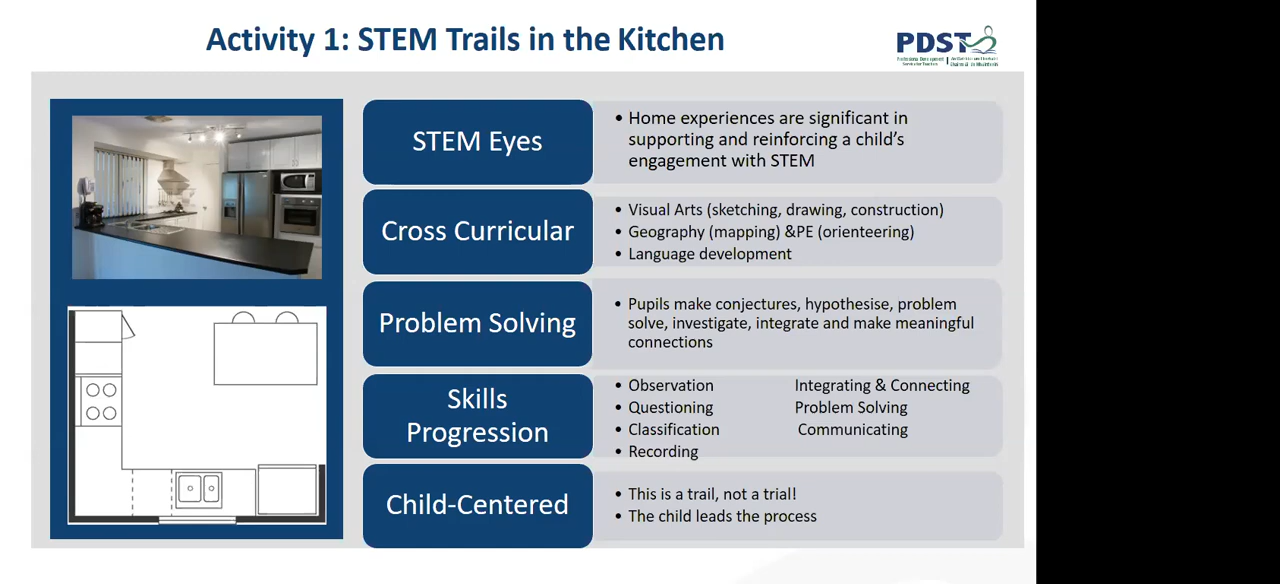 Activity 1: STEM Trails in the Kitchen
PDST
STEM Eyes
• Home experiences are significant in
supporting and reinforcing a child's
engagement with STEM
Cross Curricular
• Visual Arts (sketching, drawing, construction)
• Geography (mapping) &PE (orienteering)
• Language development
Problem Solving
• Pupils make conjectures, hypothesise, problem
solve, investigate, integrate and make meaningful
connections
Skills
Progression
• Observation Integrating & Connecting
• Questioning Problem Solving
• Classification Communicating
• Recording
Child-Centered
• This is a trail, not a trial!
• The child leads the process